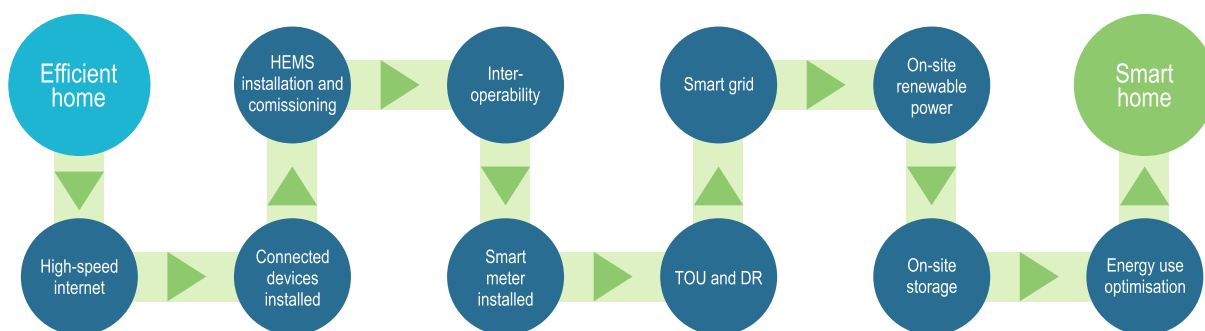 Efficient
home
High-speed
internet
Connected
devices
installed
HEMS
installation and
comissioning
Inter-
operability
Smart
meter
installed
TOU and DR
Smart grid
On-site
renewable
power
On-site
storage
Energy use
optimisation
Smart
home